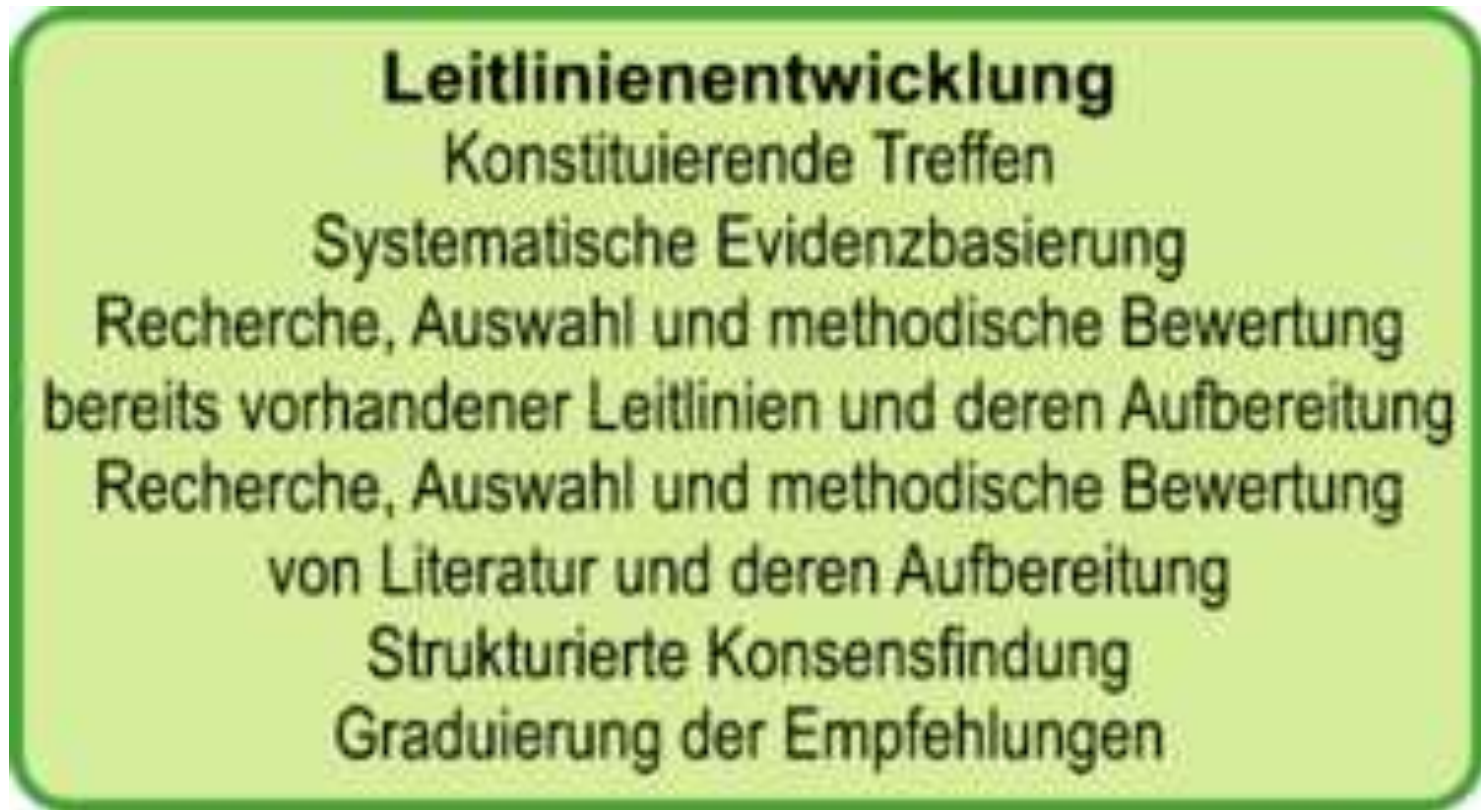 Leitlinienentwicklung
Konstituierende Treffen
Systematische Evidenzbasierung
Recherche, Auswahl und methodische Bewertung
bereits vorhandener Leitlinien und deren Aufbereitung
Recherche, Auswahl und methodische Bewertung
von Literatur und deren Aufbereitung
Strukturierte Konsensfindung
Graduierung der Empfehlungen